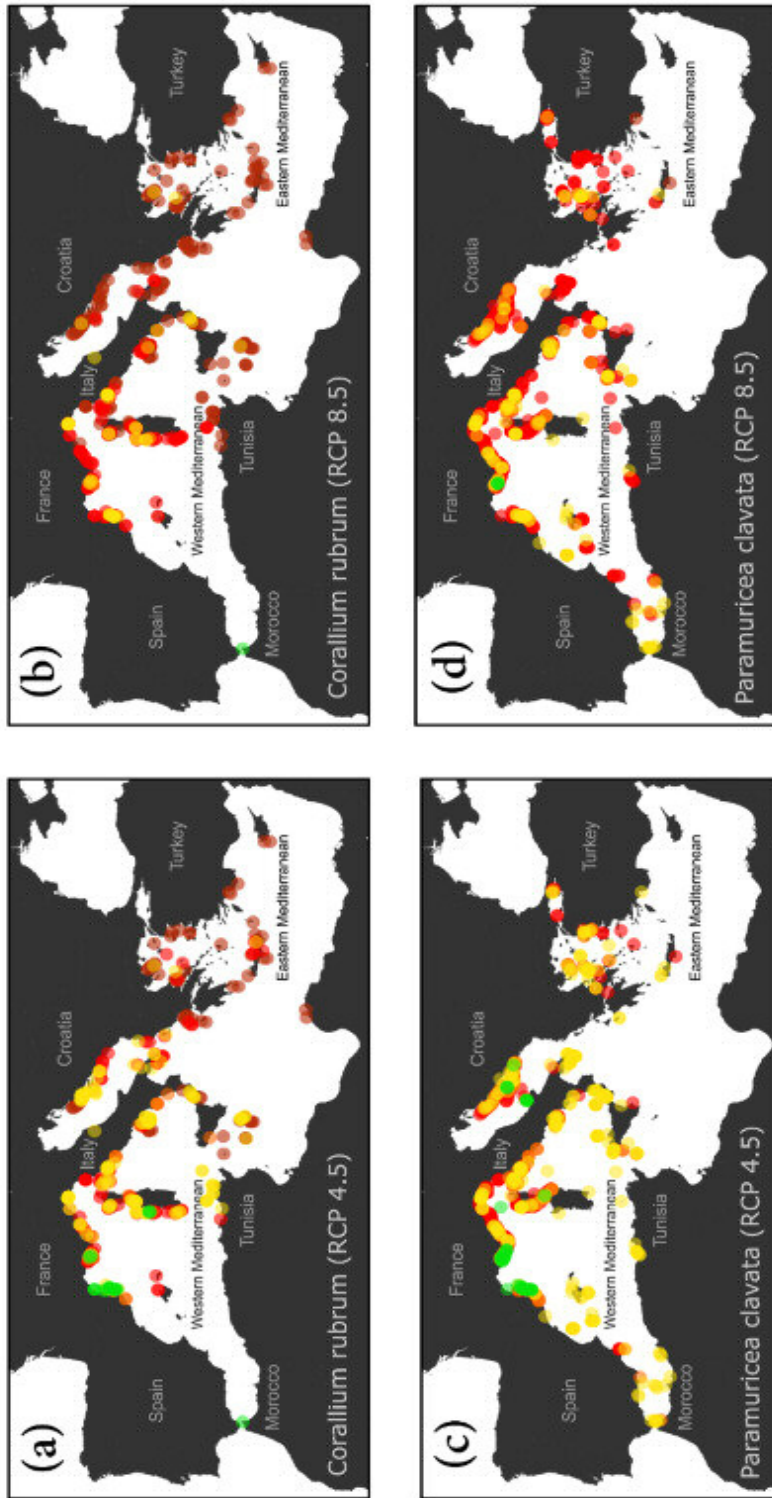 (a)
France
Croatia
Italy
Spain
Turkey
Western Mediterranean
Eastern Mediterranean
Morocco
Tunisia
Corallium rubrum (RCP 4.5)
(b)
France
Croatia
Italy
Spain
Turkey
Western Mediterranean
Eastern Mediterranean
Morocco
Tunisia
Corallium rubrum (RCP 8.5)
(c)
France
Croatia
Italy
Spain
Turkey
Western Mediterranean
Eastern Mediterranean
Morocco
Tunisia
Paramuricea clavata (RCP 4.5)
(d)
France
Croatia
Italy
Spain
Turkey
Western Mediterranean
Eastern Mediterranean
Morocco
Tunisia
Paramuricea clavata (RCP 8.5)